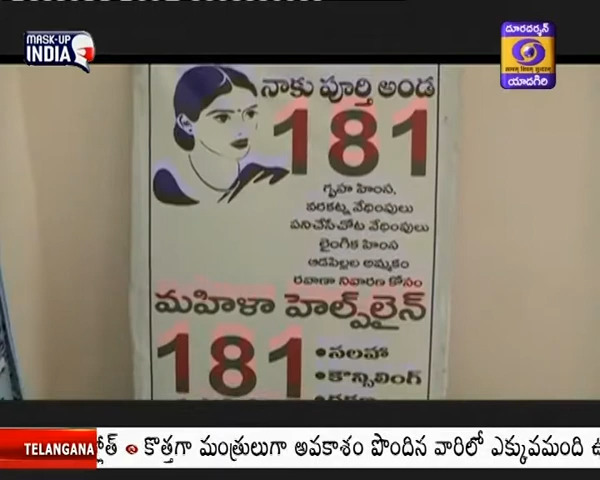 MASK-UP
INDIA
దూరదర్శన్
యాదగిరి
నాకు పూర్తి అండ
181
గృహ హింస,
వరకట్న వేధింపులు
పనిచేసేచోట వేధింపులు
లైంగిక హింస
ఆడపిల్లల అమ్మకం
రవాణా నివారణ కోసం
మహిళా హెల్ప్‌లైన్
181
•సలహా
•కౌన్సిలింగ్
TELANGANA
కొత్తగా మంత్రులుగా అవకాశం పొందిన వారిలో ఎక్కువమంది